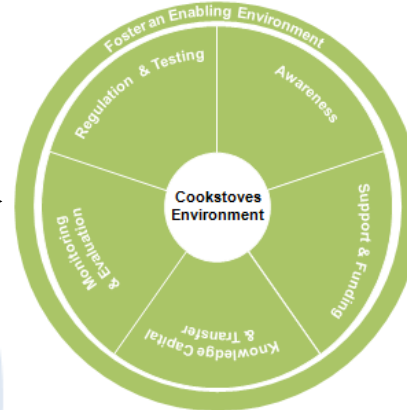 Foster an Enabling Environment
Regulation & Testing
Awareness
Cookstoves
Environment
Support & Funding
Monitoring
& Evaluation
Knowledge Capital
& Transfer